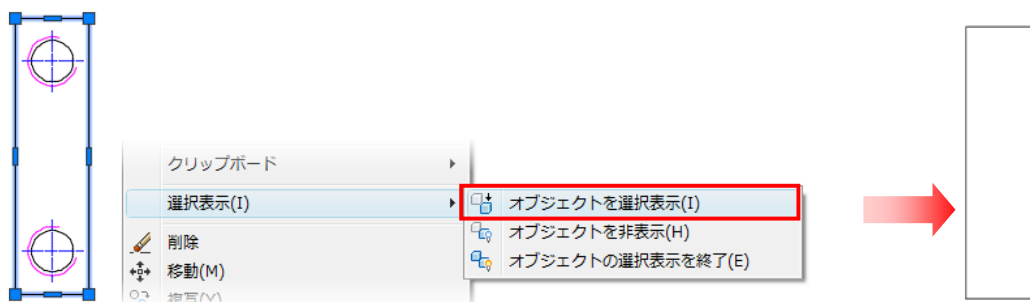 クリップボード
選択表示(I)
オブジェクトを選択表示(I)
オブジェクトを非表示(H)
オブジェクトの選択表示を終了(E)
削除
移動(M)
複写(Y)